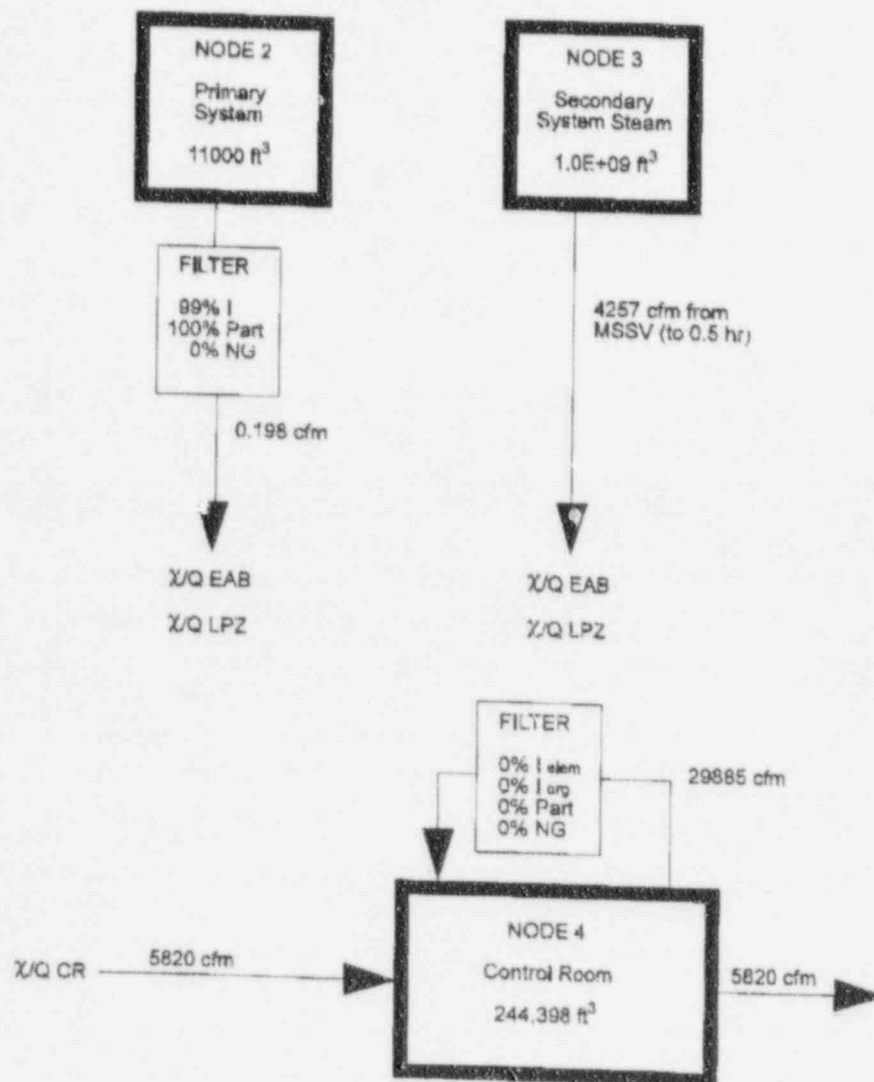 NODE 2
Primary
System
11000 ft³
NODE 3
Secondary
System Steam
1.0E+09 ft³
FILTER
99% I
100% Part
0% NG
0.198 cfm
4257 cfm from
MSSV (to 0.5 hr)
χ/Q EAB
χ/Q LPZ
χ/Q EAB
χ/Q LPZ
FILTER
0% I elem
0% I org
0% Part
0% NG
29885 cfm
NODE 4
Control Room
244,398 ft³
χ/Q CR
5820 cfm
5820 cfm